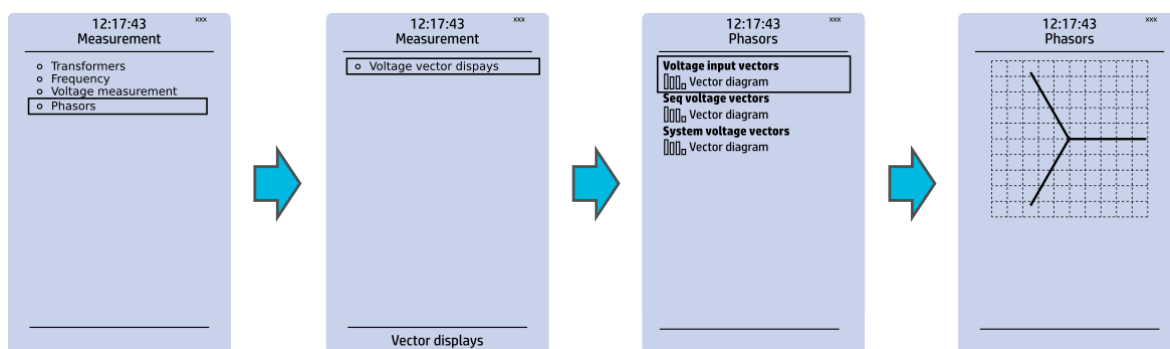 12:17:43 xxx
Measurement
Transformers
Frequency
Voltage measurement
Phasors
12:17:43 xxx
Measurement
Voltage vector dispays
Vector displays
12:17:43 xxx
Phasors
Voltage input vectors
Vector diagram
Seq voltage vectors
Vector diagram
System voltage vectors
Vector diagram
12:17:43 xxx
Phasors